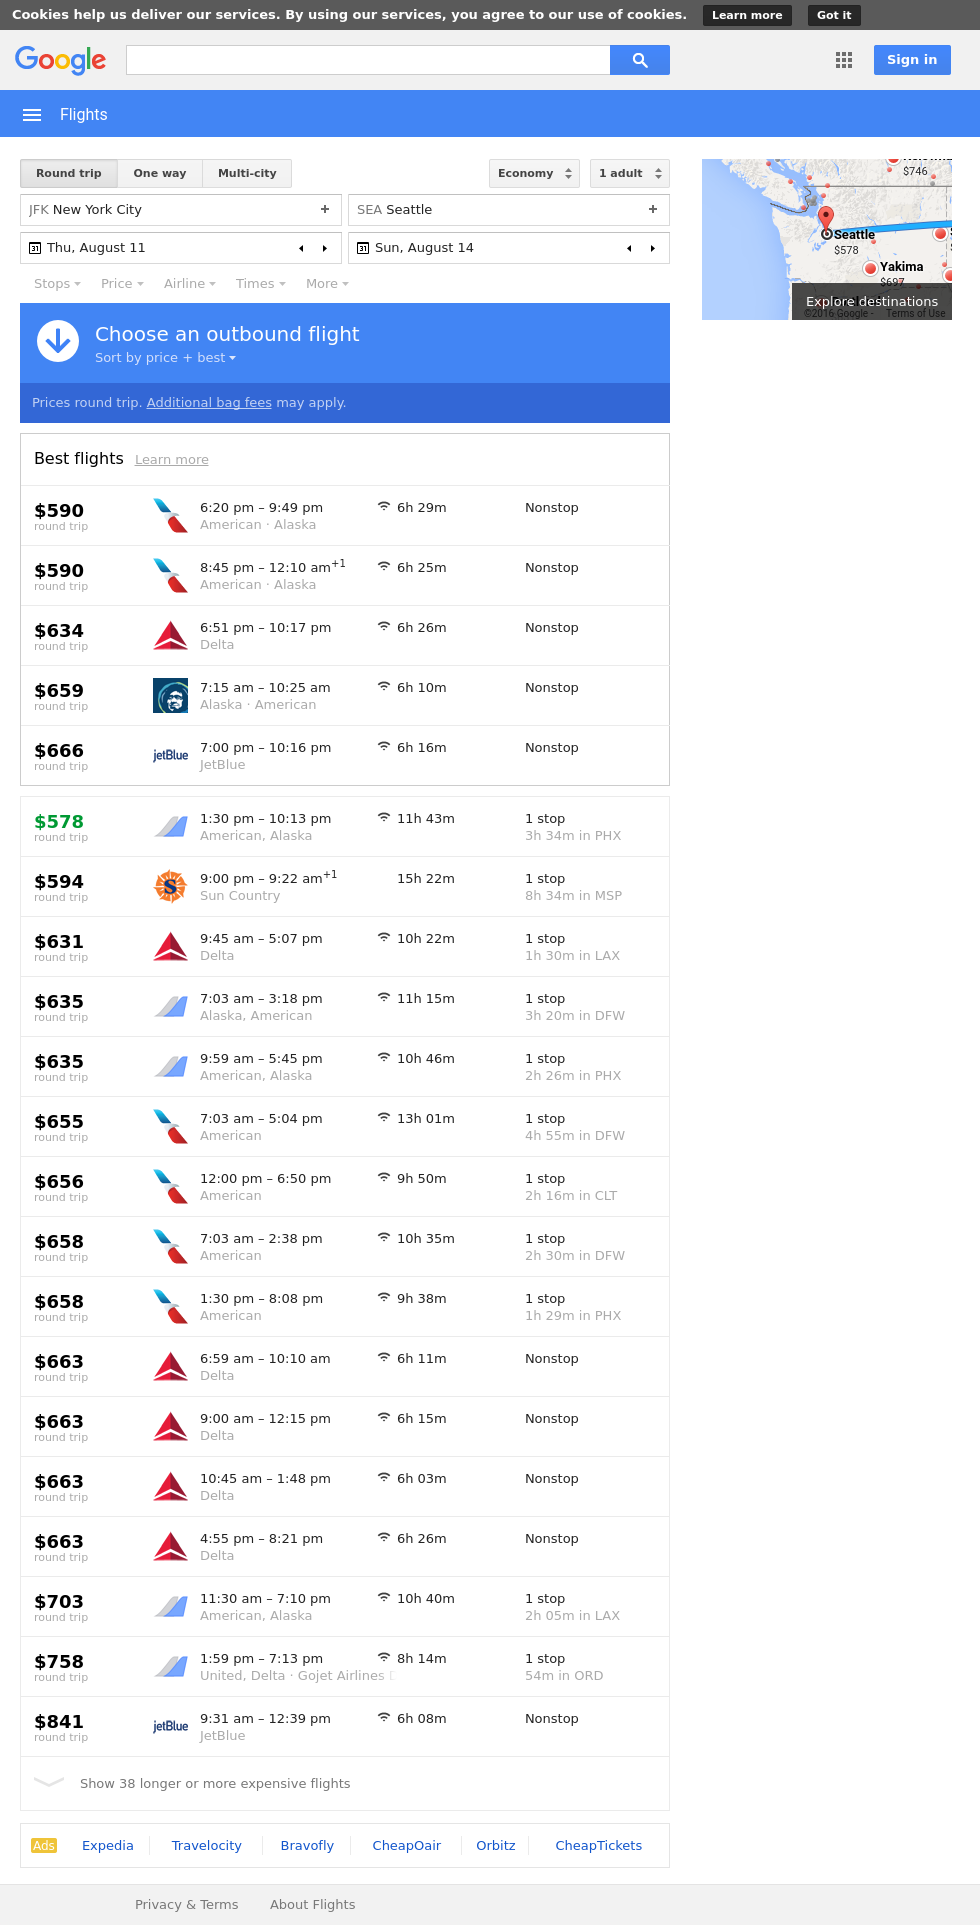 Cookies help us deliver our services. By using our services, you agree to our use of cookies. Learn more Got it
Google Sign in
Flights
Round trip One way Multi-city Economy 1 adult
JFK New York City + SEA Seattle +
31 Thu, August 11 31 Sun, August 14
Stops Price Airline Times More
$746
Seattle
$578
Yakima
$697
Explore destinations
©2016 Google - Terms of Use
Choose an outbound flight
Sort by price + best
Prices round trip. Additional bag fees may apply.
Best flights Learn more
$590 6:20 pm – 9:49 pm 6h 29m Nonstop
round trip American · Alaska
$590 8:45 pm – 12:10 am+1 6h 25m Nonstop
round trip American · Alaska
$634 6:51 pm – 10:17 pm 6h 26m Nonstop
round trip Delta
$659 7:15 am – 10:25 am 6h 10m Nonstop
round trip Alaska · American
$666 jetBlue 7:00 pm – 10:16 pm 6h 16m Nonstop
round trip JetBlue
$578 1:30 pm – 10:13 pm 11h 43m 1 stop
round trip American, Alaska 3h 34m in PHX
$594 S 9:00 pm – 9:22 am+1 15h 22m 1 stop
round trip Sun Country 8h 34m in MSP
$631 9:45 am – 5:07 pm 10h 22m 1 stop
round trip Delta 1h 30m in LAX
$635 7:03 am – 3:18 pm 11h 15m 1 stop
round trip Alaska, American 3h 20m in DFW
$635 9:59 am – 5:45 pm 10h 46m 1 stop
round trip American, Alaska 2h 26m in PHX
$655 7:03 am – 5:04 pm 13h 01m 1 stop
round trip American 4h 55m in DFW
$656 12:00 pm – 6:50 pm 9h 50m 1 stop
round trip American 2h 16m in CLT
$658 7:03 am – 2:38 pm 10h 35m 1 stop
round trip American 2h 30m in DFW
$658 1:30 pm – 8:08 pm 9h 38m 1 stop
round trip American 1h 29m in PHX
$663 6:59 am – 10:10 am 6h 11m Nonstop
round trip Delta
$663 9:00 am – 12:15 pm 6h 15m Nonstop
round trip Delta
$663 10:45 am – 1:48 pm 6h 03m Nonstop
round trip Delta
$663 4:55 pm – 8:21 pm 6h 26m Nonstop
round trip Delta
$703 11:30 am – 7:10 pm 10h 40m 1 stop
round trip American, Alaska 2h 05m in LAX
$758 1:59 pm – 7:13 pm 8h 14m 1 stop
round trip United, Delta · Gojet Airlines 54m in ORD
$841 jetBlue 9:31 am – 12:39 pm 6h 08m Nonstop
round trip JetBlue
Show 38 longer or more expensive flights
Ads Expedia Travelocity Bravofly CheapOair Orbitz CheapTickets
Privacy & Terms About Flights